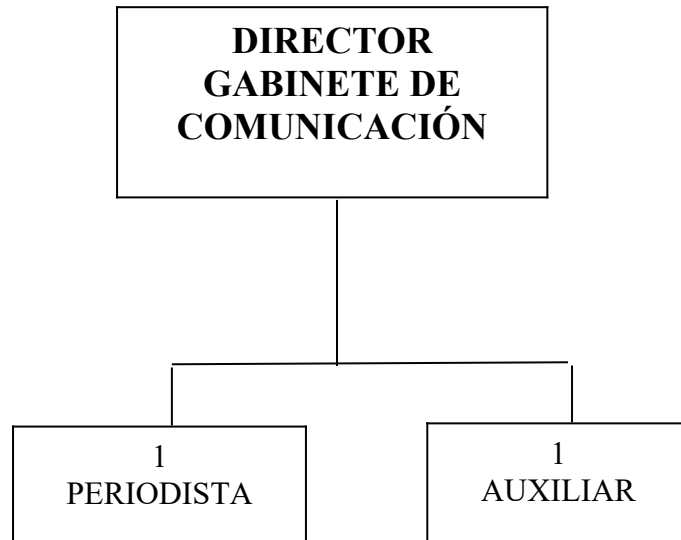 DIRECTOR
GABINETE DE
COMUNICACIÓN
1
PERIODISTA
1
AUXILIAR